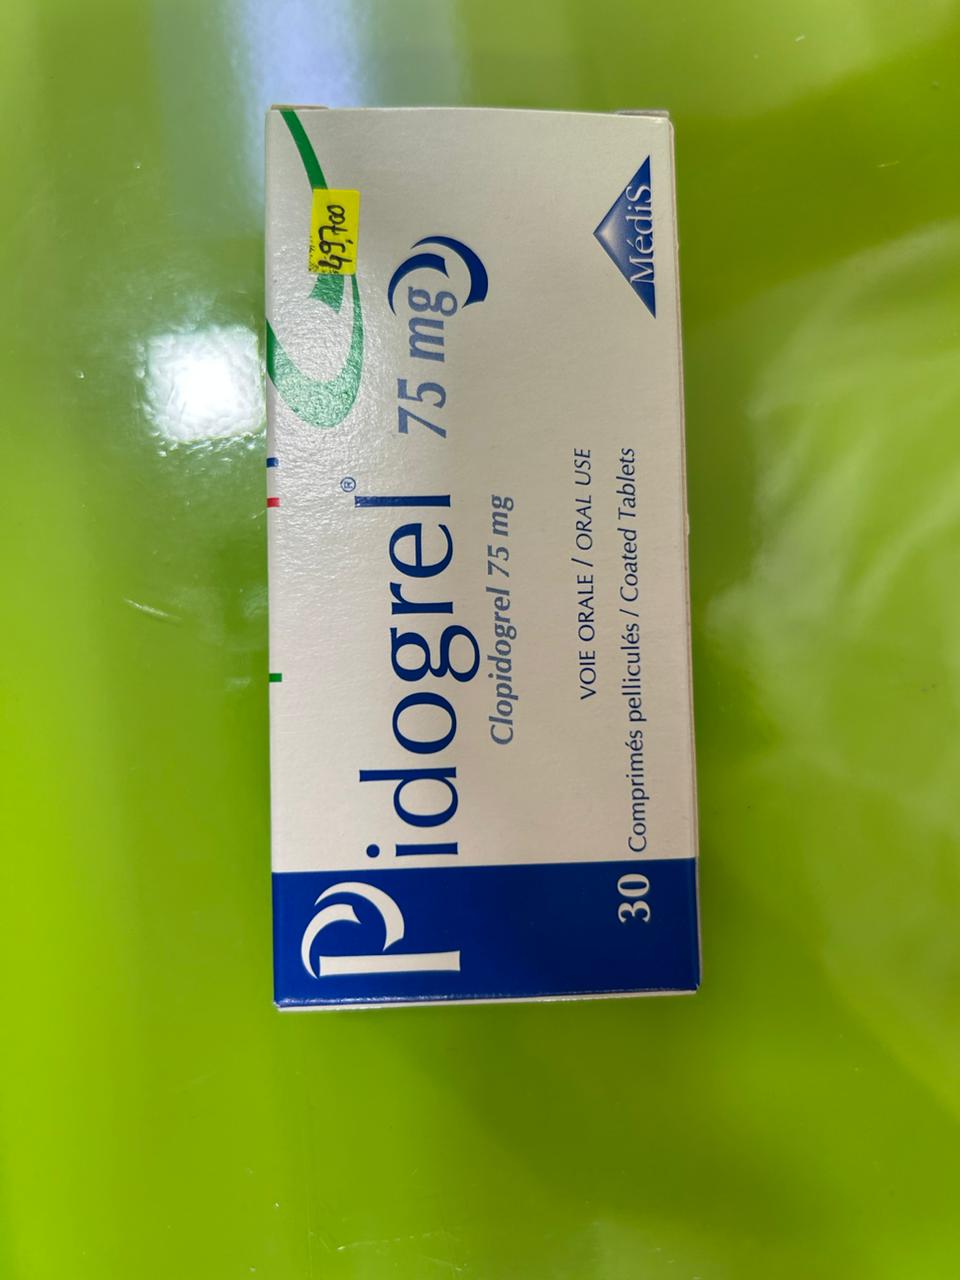 Pidogrel® 75 mg
49,700
Clopidogrel 75 mg
VOIE ORALE / ORAL USE
30 Comprimés pelliculés / Coated Tablets
MédiS